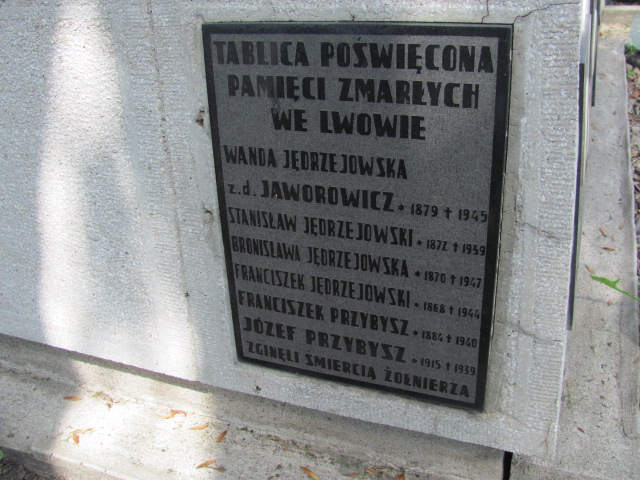 TABLICA POŚWIĘCONA
PAMIĘCI ZMARŁYCH
WE LWOWIE
WANDA JĘDRZEJOWSKA
z.d. JAWOROWICZ • 1879 † 1945
STANISŁAW JĘDRZEJOWSKI • 1872 † 1939
BRONISŁAWA JĘDRZEJOWSKA • 1870 † 1947
FRANCISZEK JĘDRZEJOWSKI • 1868 † 1944
FRANCISZEK PRZYBYSZ • 1884 † 1940
JÓZEF PRZYBYSZ • 1915 † 1939
ZGINĘLI ŚMIERCIĄ ŻOŁNIERZA